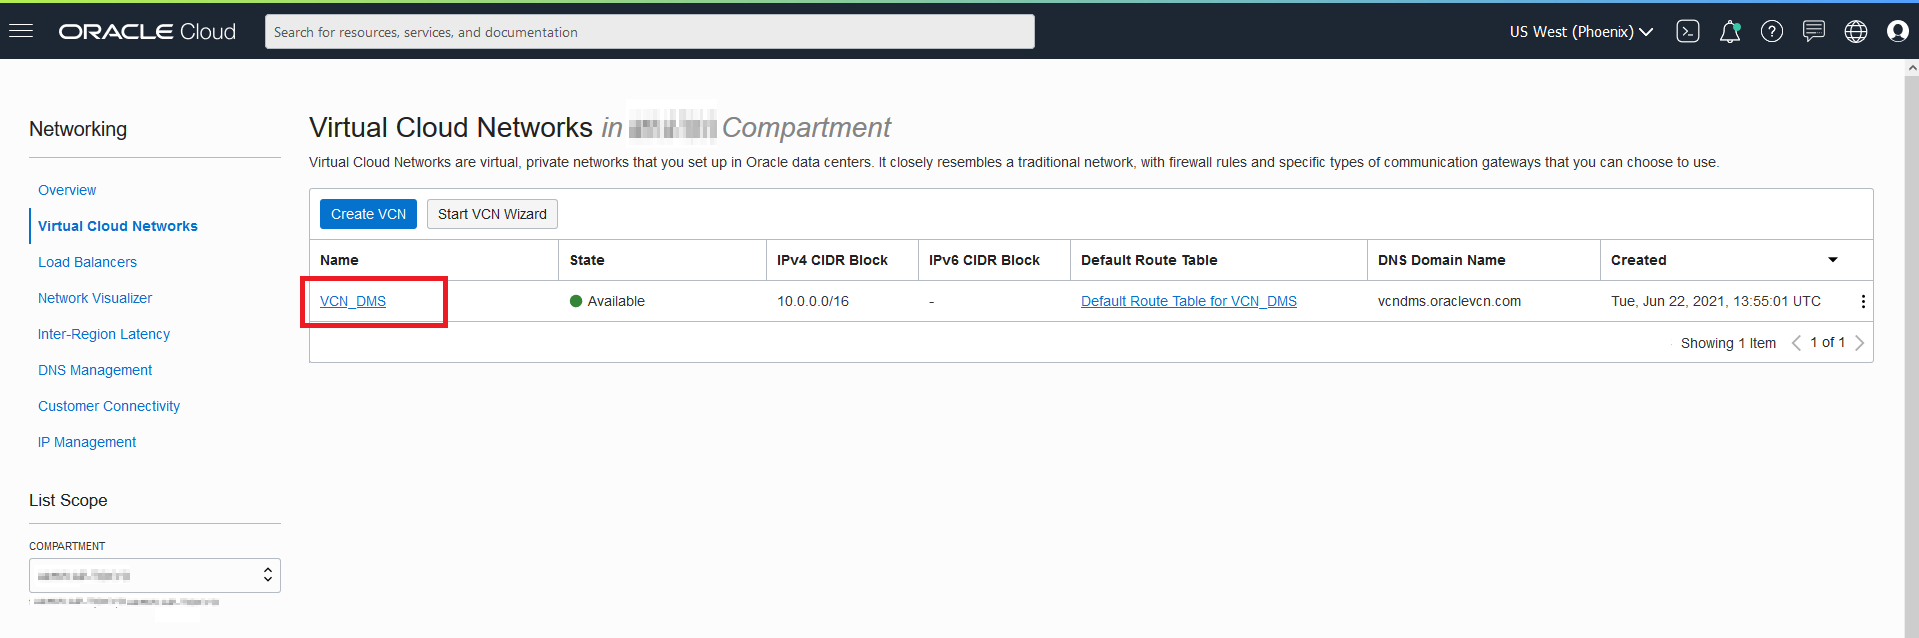 ORACLE Cloud
Search for resources, services, and documentation
US West (Phoenix)
Networking
Overview
Virtual Cloud Networks
Load Balancers
Network Visualizer
Inter-Region Latency
DNS Management
Customer Connectivity
IP Management
List Scope
COMPARTMENT
Virtual Cloud Networks in Compartment
Virtual Cloud Networks are virtual, private networks that you set up in Oracle data centers. It closely resembles a traditional network, with firewall rules and specific types of communication gateways that you can choose to use.
Create VCN Start VCN Wizard
Name State IPv4 CIDR Block IPv6 CIDR Block Default Route Table DNS Domain Name Created
VCN_DMS Available 10.0.0.0/16 - Default Route Table for VCN_DMS vcndms.oraclevcn.com Tue, Jun 22, 2021, 13:55:01 UTC
Showing 1 Item 1 of 1